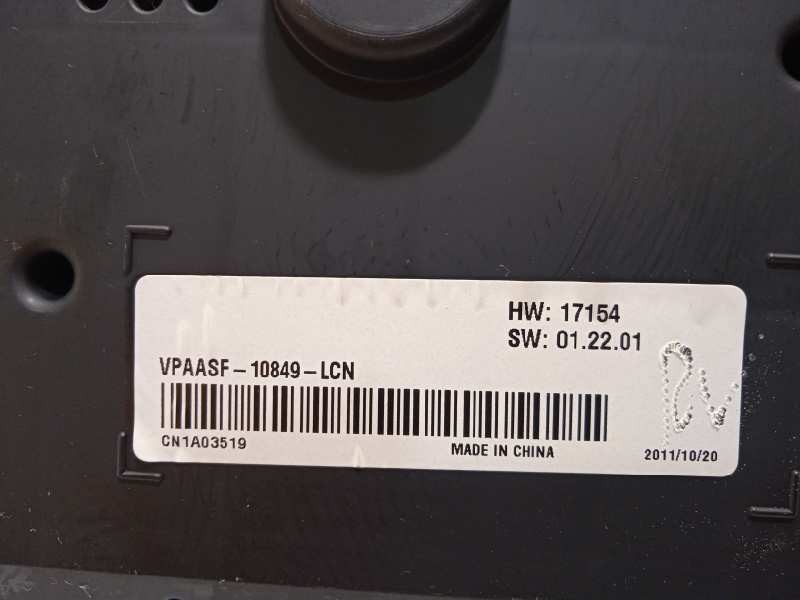 HW: 17154
SW: 01.22.01
VPAASF-10849-LCN
CN1A03519
MADE IN CHINA
2011/10/20